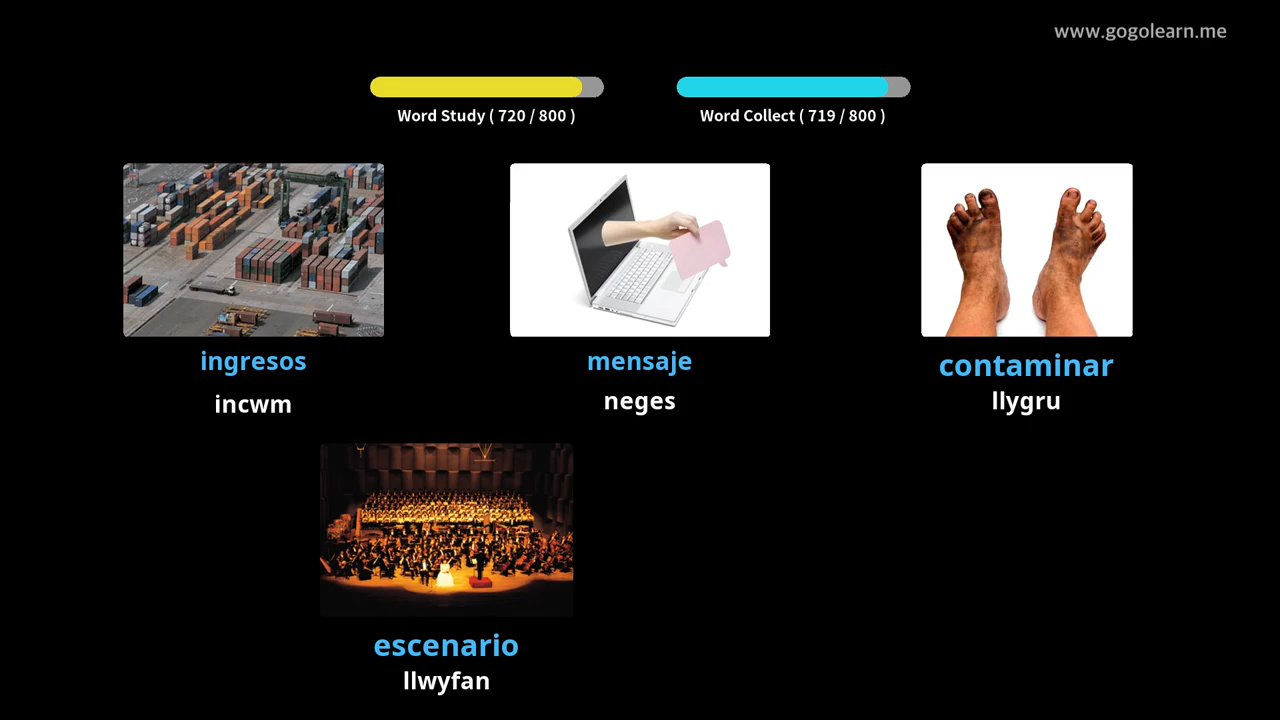 www.gogolearn.me
Word Study ( 720 / 800 )
Word Collect ( 719 / 800 )
ingresos
incwm
mensaje
neges
contaminar
llygru
escenario
llwyfan